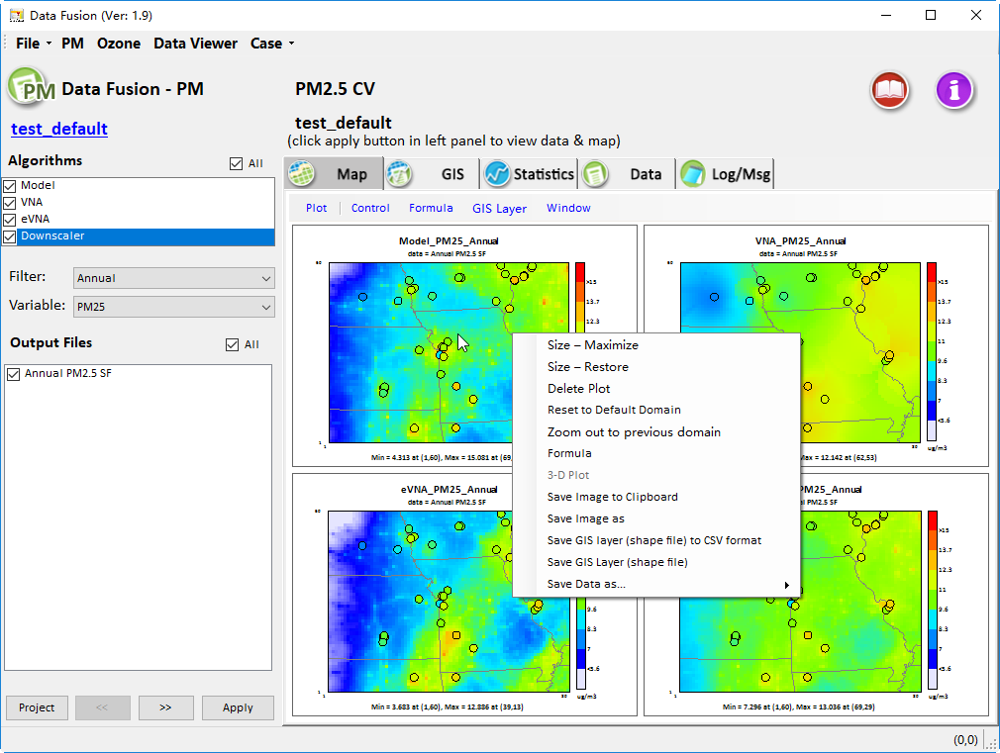 Data Fusion (Ver: 1.9)
File PM Ozone Data Viewer Case
PM Data Fusion - PM
PM2.5 CV
i
test_default
test_default
(click apply button in left panel to view data & map)
Algorithms
All
Model
VNA
eVNA
Downscaler
Filter: Annual
Variable: PM25
Output Files
All
Annual PM2.5 SF
Project << >> Apply
Map GIS Statistics Data Log/Msg
Plot Control Formula GIS Layer Window
Model_PM25_Annual
data = Annual PM2.5 SF
60
1
1
Min = 4.313 at (1,60), Max = 15.081 at (69,
>15
13.7
12.3
VNA_PM25_Annual
data = Annual PM2.5 SF
60
80
Max = 12.142 at (62,53)
>15
13.7
12.3
11
9.6
8.3
7
<5.6
ug/m3
Size – Maximize
Size – Restore
Delete Plot
Reset to Default Domain
Zoom out to previous domain
Formula
3-D Plot
Save Image to Clipboard
Save Image as
Save GIS layer (shape file) to CSV format
Save GIS Layer (shape file)
Save Data as...
eVNA_PM25_Annual
data = Annual PM2.5 SF
60
1
1
80
Min = 3.683 at (1,60), Max = 12.886 at (39,13)
9.6
8.3
7
<5.6
ug/m3
PM25_Annual
PM2.5 SF
1
1
80
Min = 7.296 at (1,60), Max = 13.036 at (69,29)
>15
13.7
12.3
11
9.6
8.3
7
<5.6
ug/m3
(0,0)